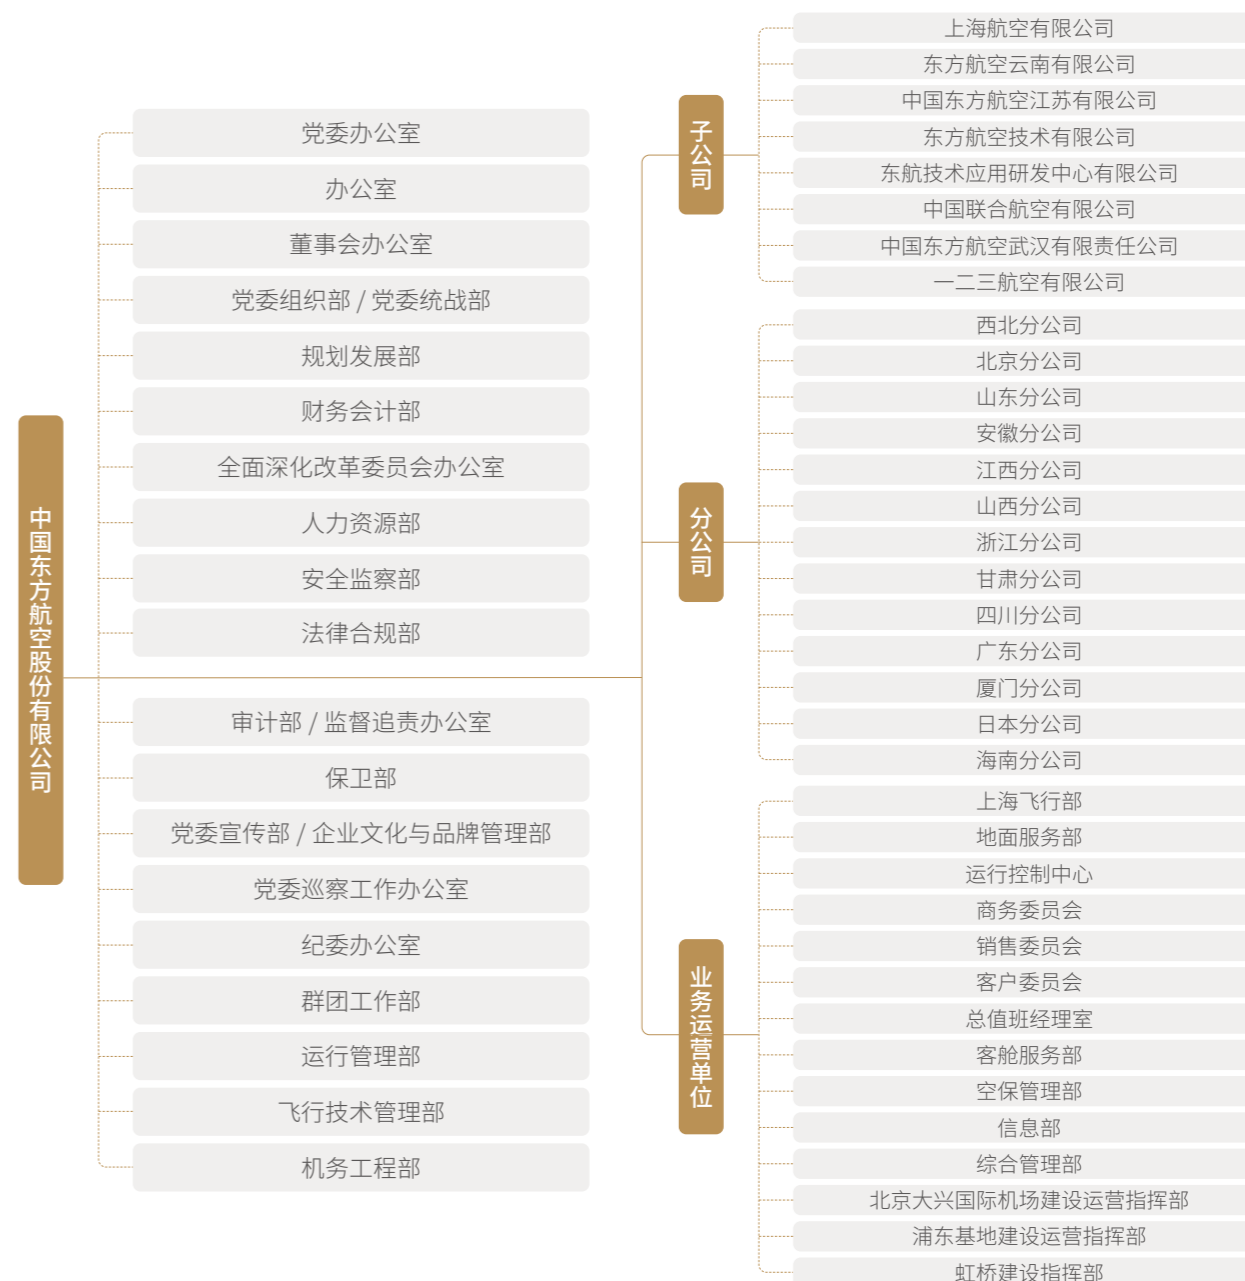 中国东方航空股份有限公司
党委办公室
办公室
董事会办公室
党委组织部 / 党委统战部
规划发展部
财务会计部
全面深化改革委员会办公室
人力资源部
安全监察部
法律合规部
审计部 / 监督追责办公室
保卫部
党委宣传部 / 企业文化与品牌管理部
党委巡察工作办公室
纪委办公室
群团工作部
运行管理部
飞行技术管理部
机务工程部
子公司
上海航空有限公司
东方航空云南有限公司
中国东方航空江苏有限公司
东方航空技术有限公司
东航技术应用研发中心有限公司
中国联合航空有限公司
中国东方航空武汉有限责任公司
一二三航空有限公司
分公司
西北分公司
北京分公司
山东分公司
安徽分公司
江西分公司
山西分公司
浙江分公司
甘肃分公司
四川分公司
广东分公司
厦门分公司
日本分公司
海南分公司
业务运营单位
上海飞行部
地面服务部
运行控制中心
商务委员会
销售委员会
客户委员会
总值班经理室
客舱服务部
空保管理部
信息部
综合管理部
北京大兴国际机场建设运营指挥部
浦东基地建设运营指挥部
虹桥建设指挥部